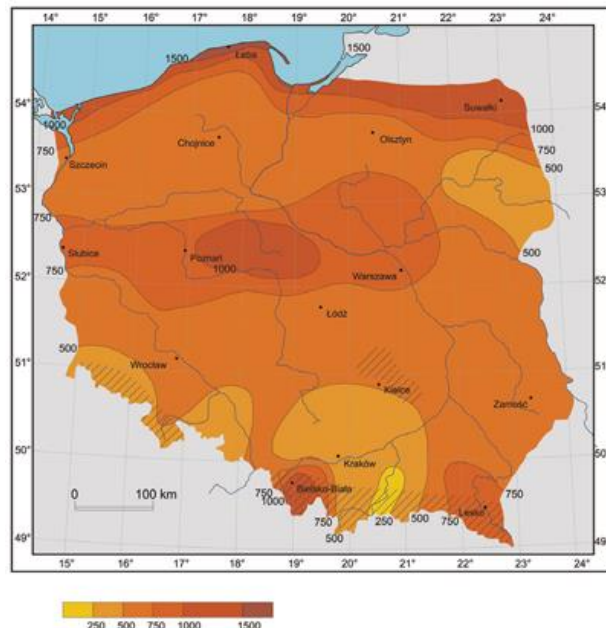 14° 15° 16° 17° 18° 19° 20° 21° 22° 23° 24°
1500
Łeba
1500
54°
54°
1000
Suwałki
750
Chojnice
Olsztyn
1000
750
Szczecin
500
53°
53°
750
Słubice
Poznań
500
52°
750
1000
Warszawa
52°
Łódź
500
51°
Wrocław
51°
Kielce
Zamość
50°
Kraków
50°
0 100 km
750
Bielsko-Biała
1000
750
Lesko
750
250
500
750
500
49°
49°
15° 16° 17° 18° 19° 20° 21° 22° 23°
250 500 750 1000 1500